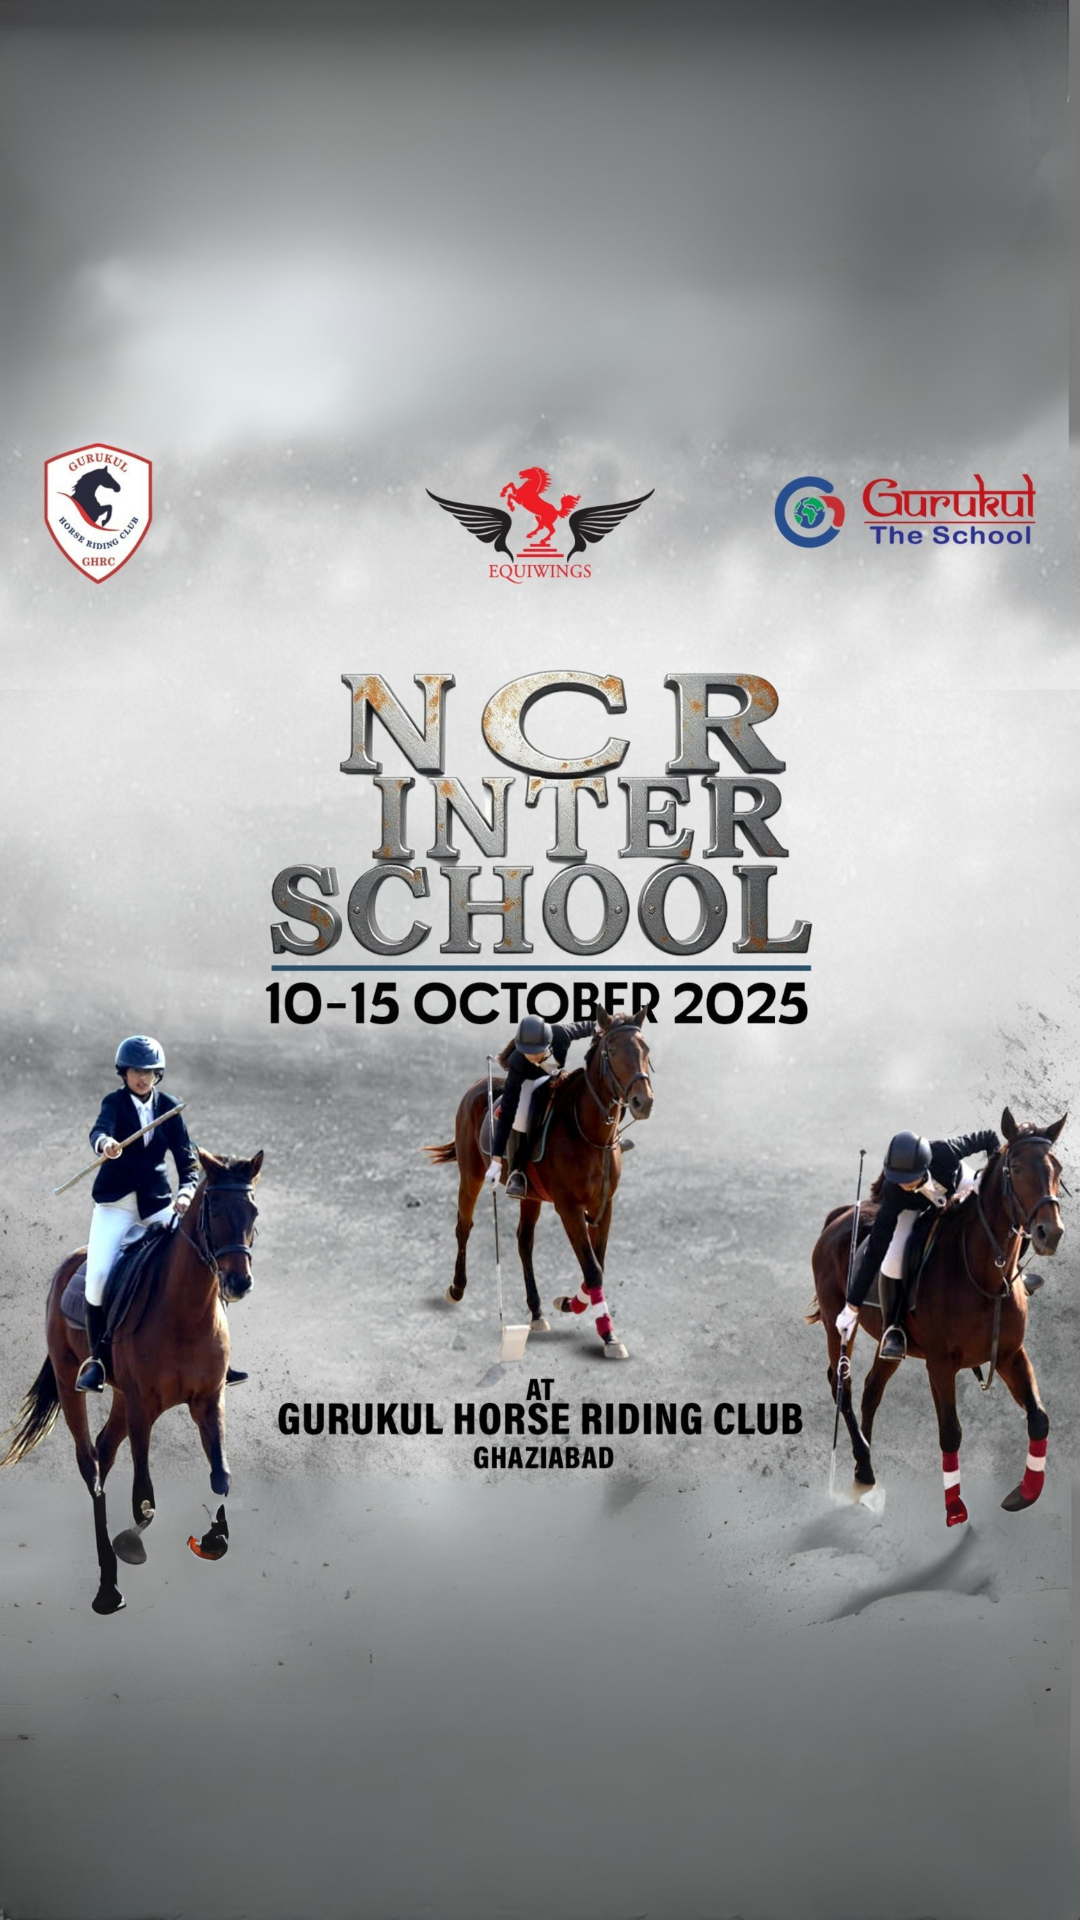 GURUKUL
HORSE RIDING CLUB
GHRC
EQUIWINGS
Gurukul
The School
NCR
INTER
SCHOOL
10-15 OCTOBER 2025
AT
GURUKUL HORSE RIDING CLUB
GHAZIABAD